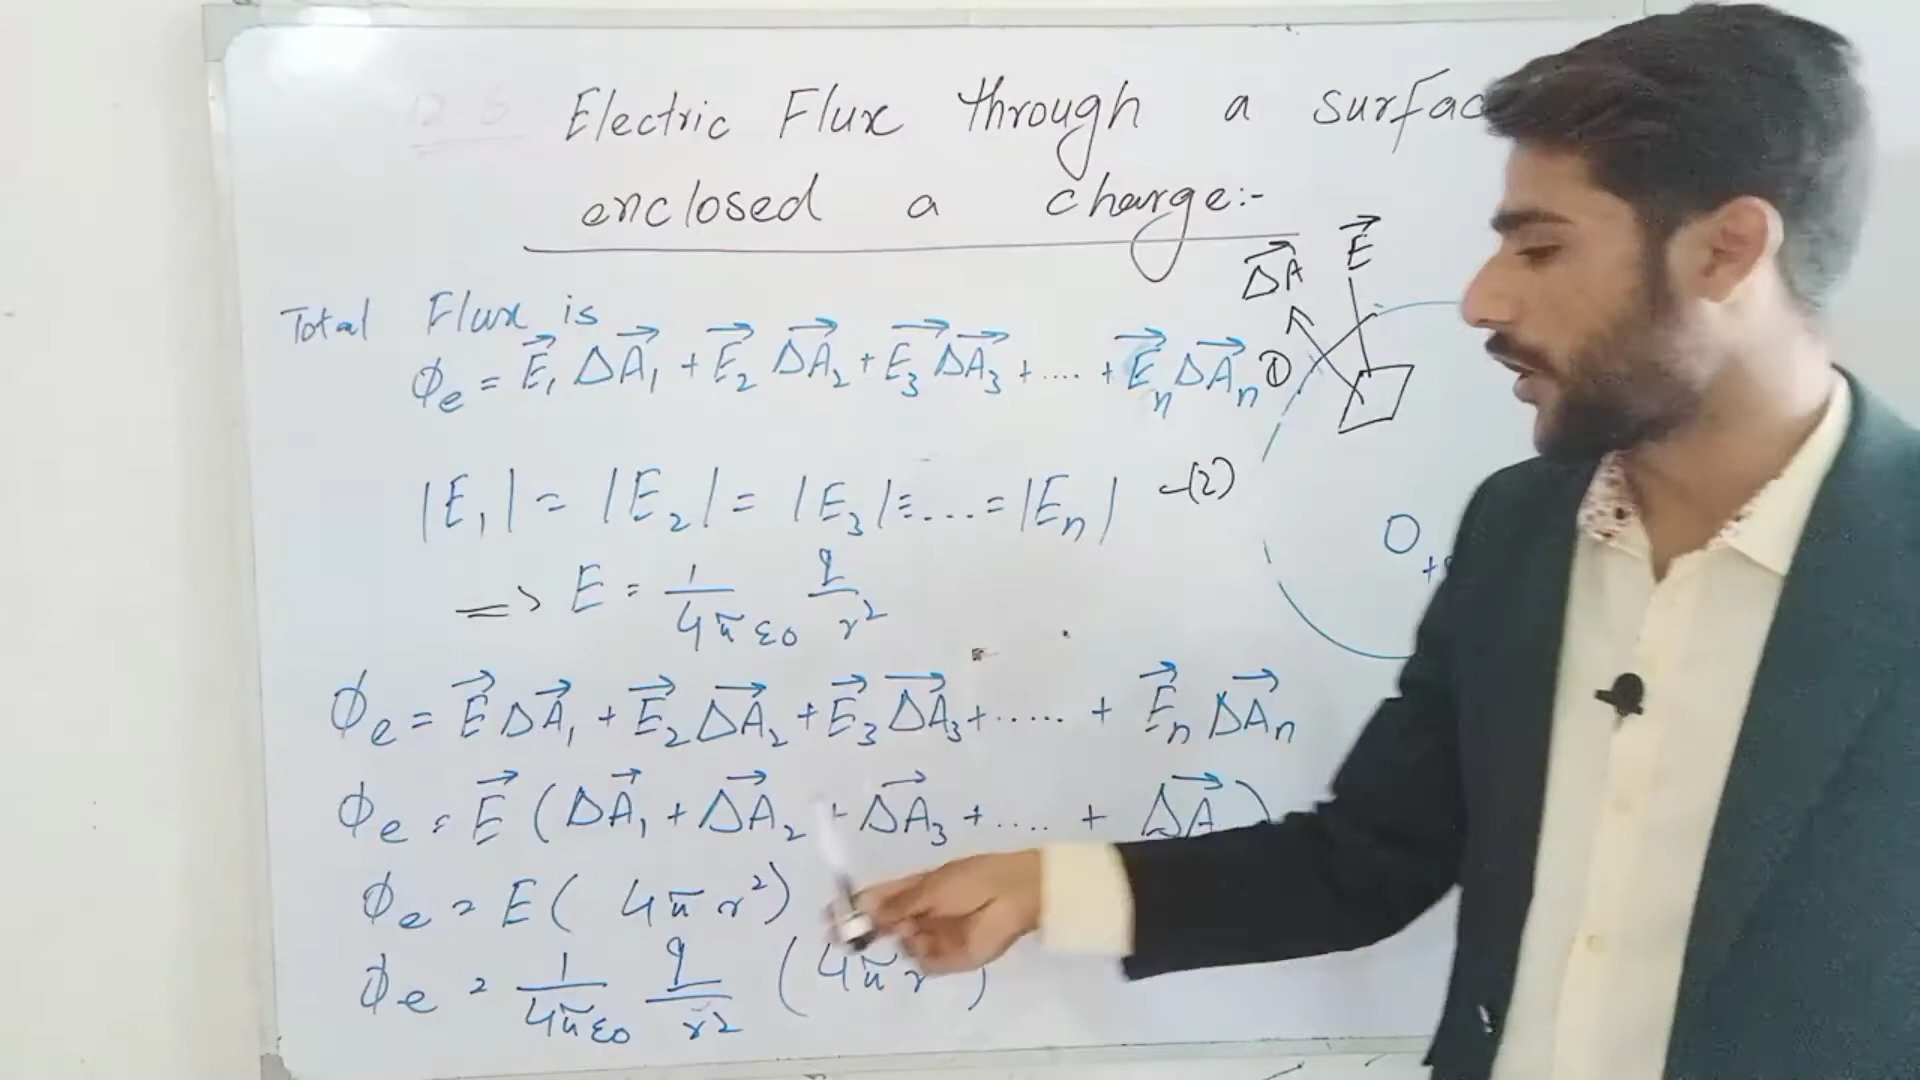 12.8 Electric Flux through a surfac
enclosed a charge:-
ΔA⃗ E⃗
Total Flux is
ϕe = E⃗₁ ΔA⃗₁ + E⃗₂ ΔA⃗₂ + E⃗₃ ΔA⃗₃ + .... + E⃗n ΔA⃗n ①
|E₁| = |E₂| = |E₃| = .... = |En| -(2)
O
+
=> E = 1/4πε0 q/r²
ϕe = E⃗ ΔA⃗₁ + E⃗₂ ΔA⃗₂ + E⃗₃ ΔA⃗₃ + ..... + E⃗n ΔA⃗n
ϕe = E⃗ (ΔA⃗₁ + ΔA⃗₂ + ΔA⃗₃ + .... + ΔA⃗ )
ϕe = E ( 4πr²)
ϕe = 1/4πε0 q/r² (4πr )